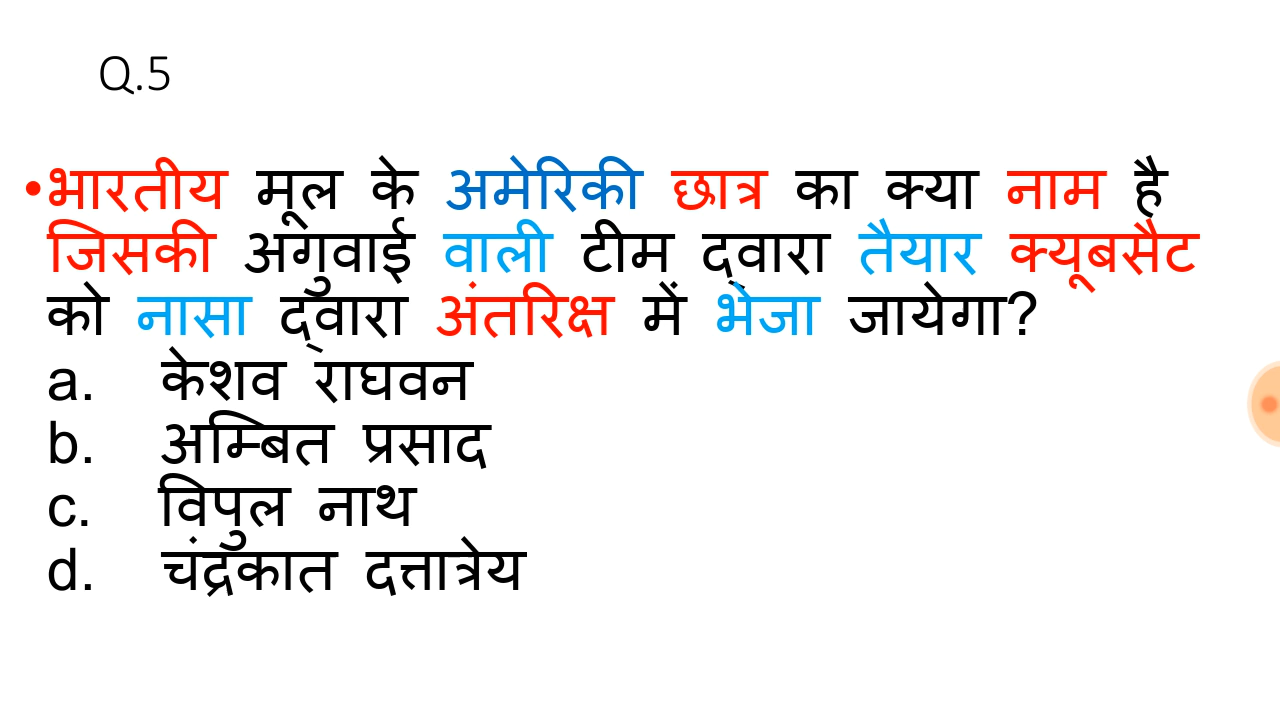 Q.5
•भारतीय मूल के अमेरिकी छात्र का क्या नाम है
जिसकी अगुवाई वाली टीम द्वारा तैयार क्यूबसैट
को नासा द्वारा अंतरिक्ष में भेजा जायेगा?
a. केशव राघवन
b. अम्बित प्रसाद
c. विपुल नाथ
d. चंद्रकात दत्तात्रेय